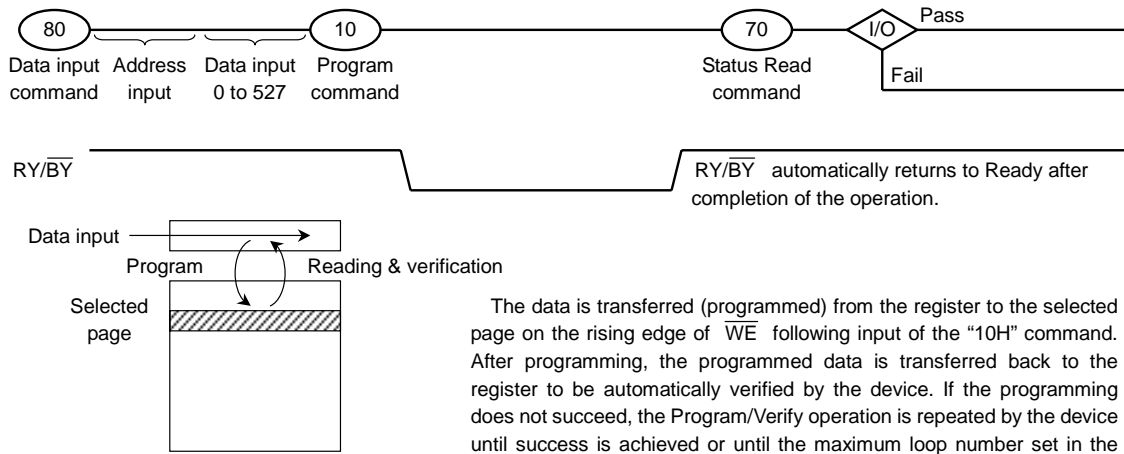 80 10 70 I/O Pass
Data input command
Address input
Data input 0 to 527
Program command
Status Read command
Fail
RY/B̅Y̅
RY/B̅Y̅ automatically returns to Ready after
completion of the operation.
Data input
Program
Reading & verification
Selected
page
The data is transferred (programmed) from the register to the selected
page on the rising edge of W̅E̅ following input of the “10H” command.
After programming, the programmed data is transferred back to the
register to be automatically verified by the device. If the programming
does not succeed, the Program/Verify operation is repeated by the device
until success is achieved or until the maximum loop number set in the